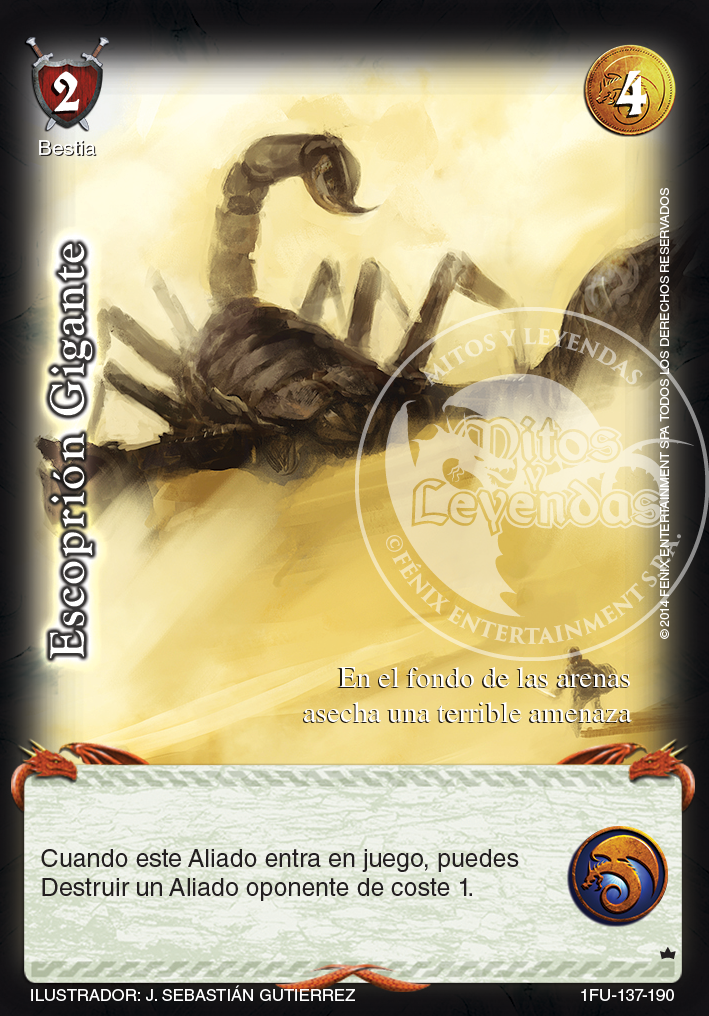 2
4
Bestia
Escoprión Gigante
© 2014 FENIX ENTERTAINMENT SPA TODOS LOS DERECHOS RESERVADOS
MITOS Y LEYENDAS
Mitos
y
Leyendas
© FÉNIX ENTERTAINMENT S.P.A.
En el fondo de las arenas
asecha una terrible amenaza
Cuando este Aliado entra en juego, puedes
Destruir un Aliado oponente de coste 1.
ILUSTRADOR: J. SEBASTIÁN GUTIERREZ
1FU-137-190